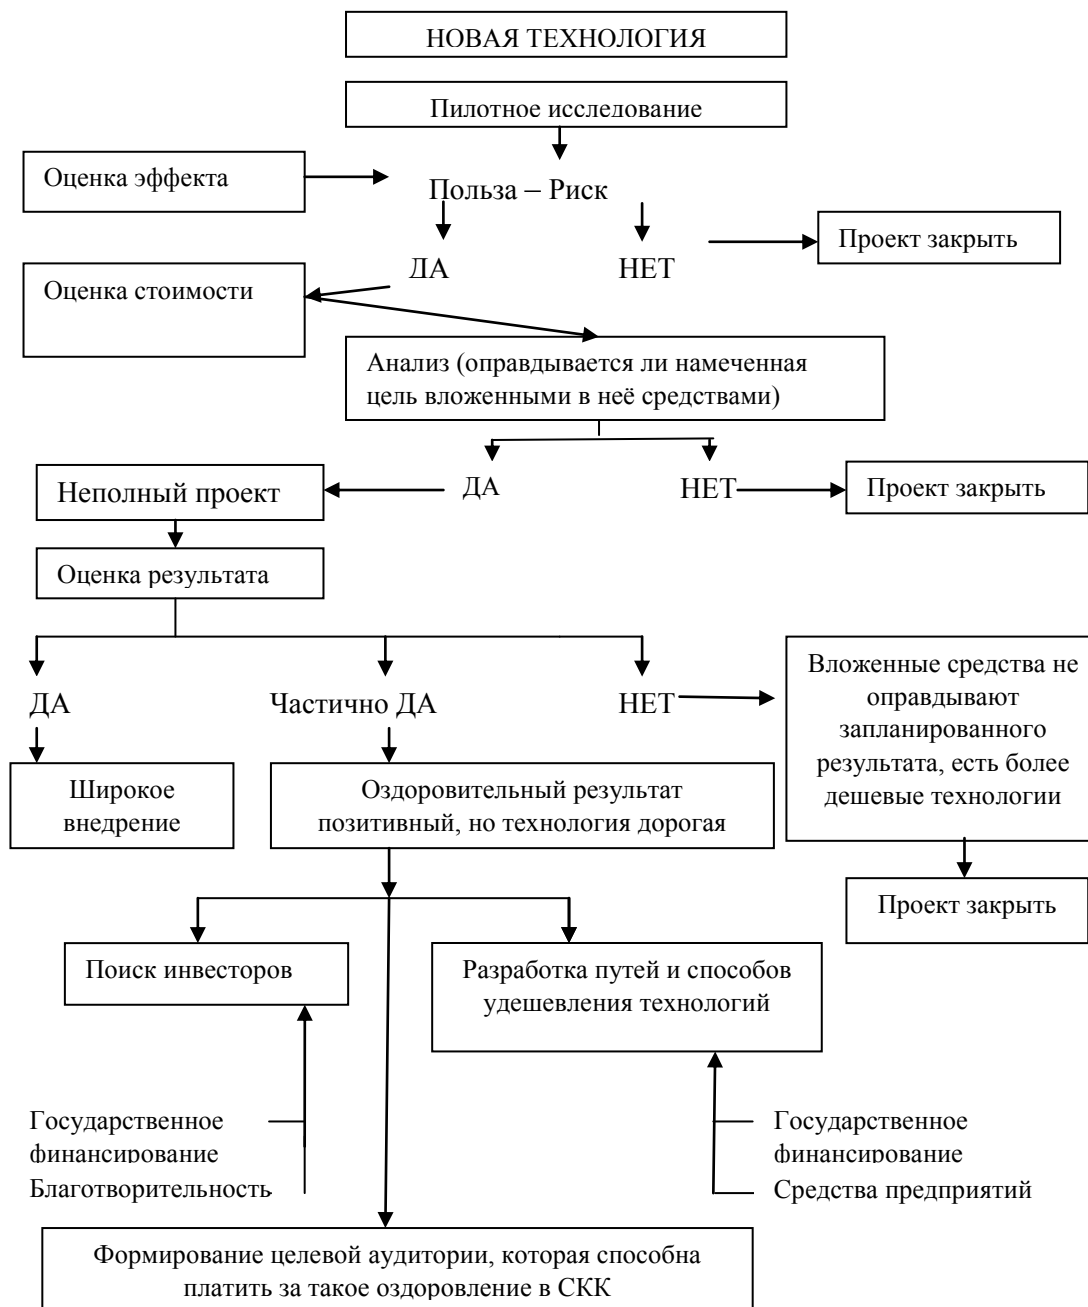 НОВАЯ ТЕХНОЛОГИЯ
Пилотное исследование
Оценка эффекта
Польза – Риск
Проект закрыть
ДА
НЕТ
Оценка стоимости
Анализ (оправдывается ли намеченная
цель вложенными в неё средствами)
Неполный проект
ДА
НЕТ
Проект закрыть
Оценка результата
ДА
Частично ДА
НЕТ
Вложенные средства не
оправдывают
запланированного
результата, есть более
дешевые технологии
Широкое
внедрение
Оздоровительный результат
позитивный, но технология дорогая
Проект закрыть
Поиск инвесторов
Разработка путей и способов
удешевления технологий
Государственное
финансирование
Благотворительность
Государственное
финансирование
Средства предприятий
Формирование целевой аудитории, которая способна
платить за такое оздоровление в СКК